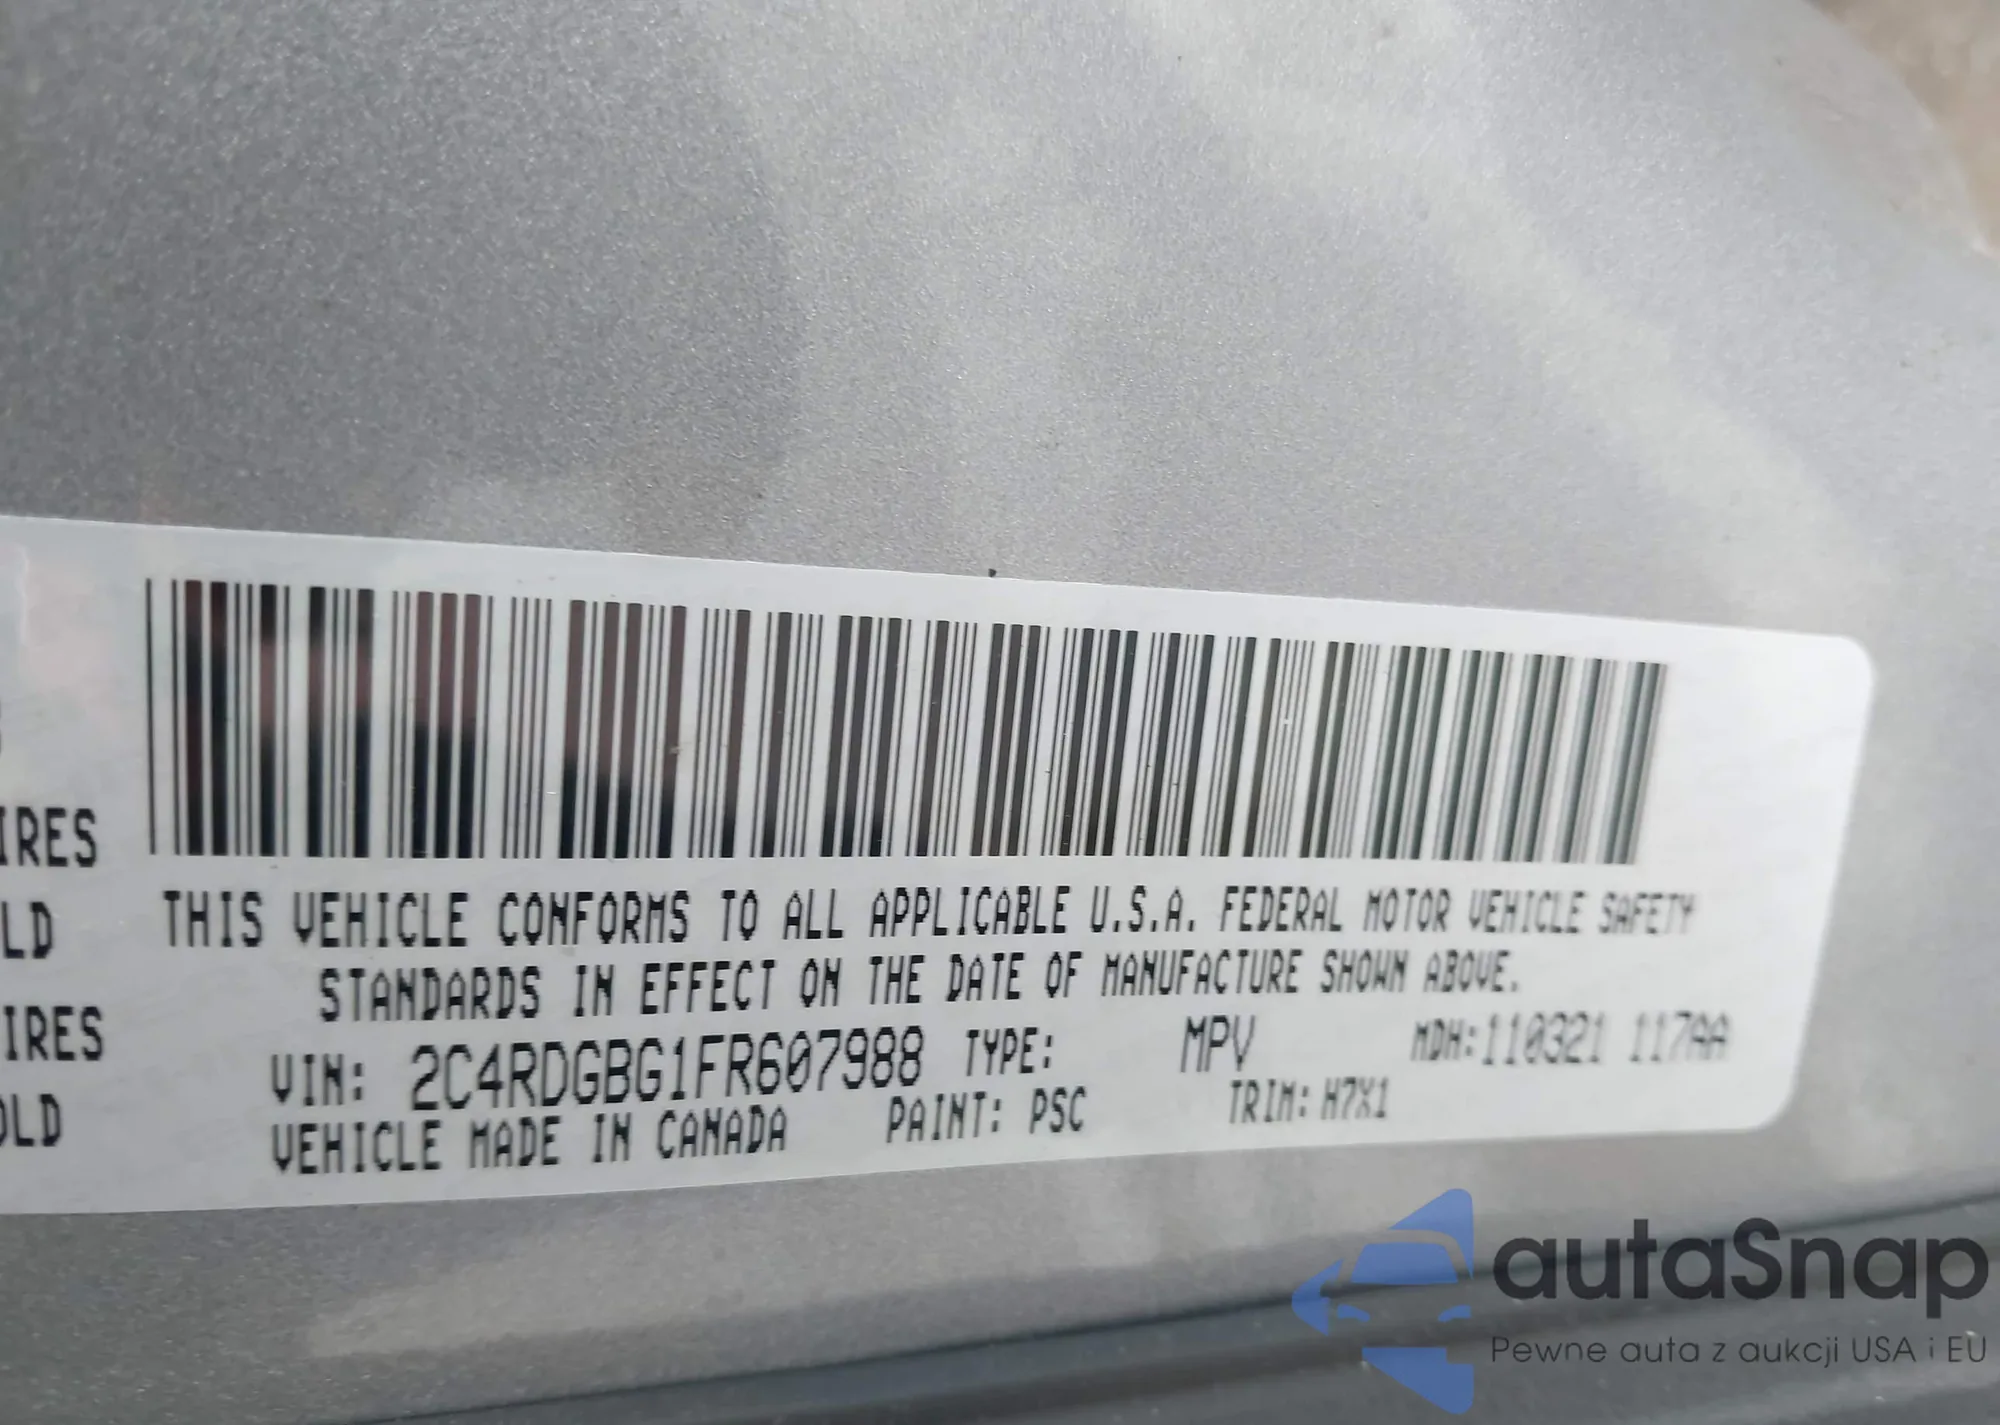 IRES
LD
IRES
OLD
THIS VEHICLE CONFORMS TO ALL APPLICABLE U.S.A. FEDERAL MOTOR VEHICLE SAFETY
STANDARDS IN EFFECT ON THE DATE OF MANUFACTURE SHOWN ABOVE.
VIN: 2C4RDGBG1FR607988 TYPE: MPV MDH:110321 117AA
VEHICLE MADE IN CANADA PAINT: PSC TRIM: H7X1
autaSnap
Pewne auta z aukcji USA i EU